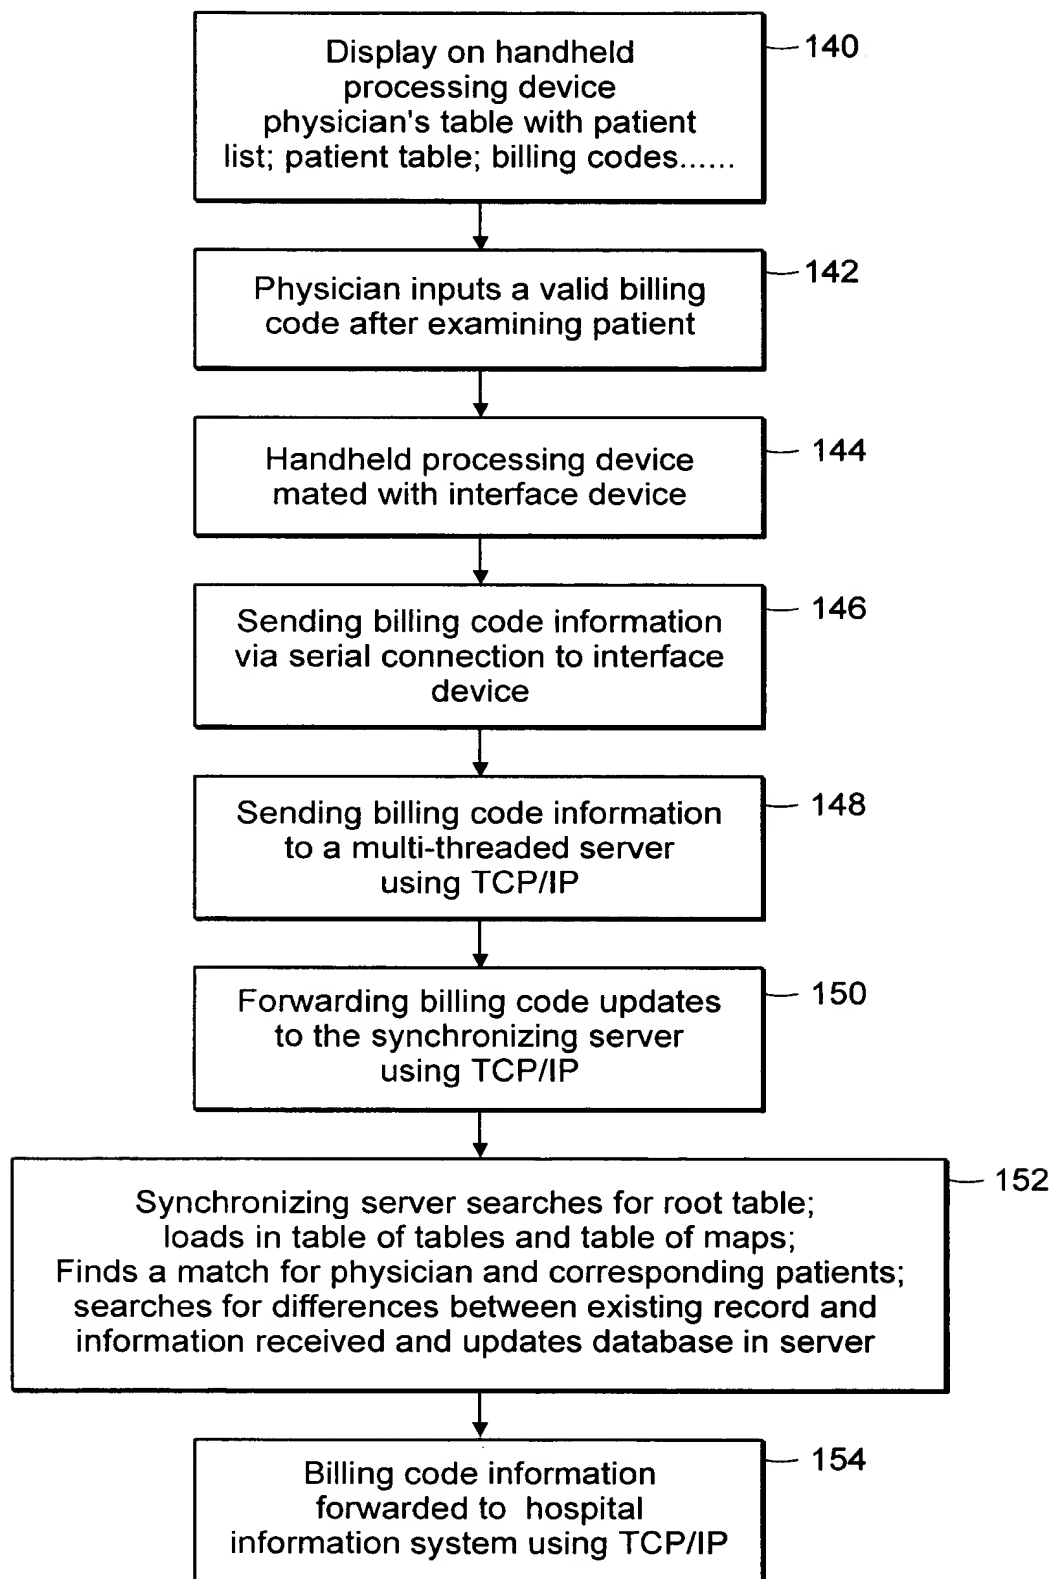 Display on handheld
processing device
physician's table with patient
list; patient table; billing codes......
140
Physician inputs a valid billing
code after examining patient
142
Handheld processing device
mated with interface device
144
Sending billing code information
via serial connection to interface
device
146
Sending billing code information
to a multi-threaded server
using TCP/IP
148
Forwarding billing code updates
to the synchronizing server
using TCP/IP
150
Synchronizing server searches for root table;
loads in table of tables and table of maps;
Finds a match for physician and corresponding patients;
searches for differences between existing record and
information received and updates database in server
152
Billing code information
forwarded to hospital
information system using TCP/IP
154